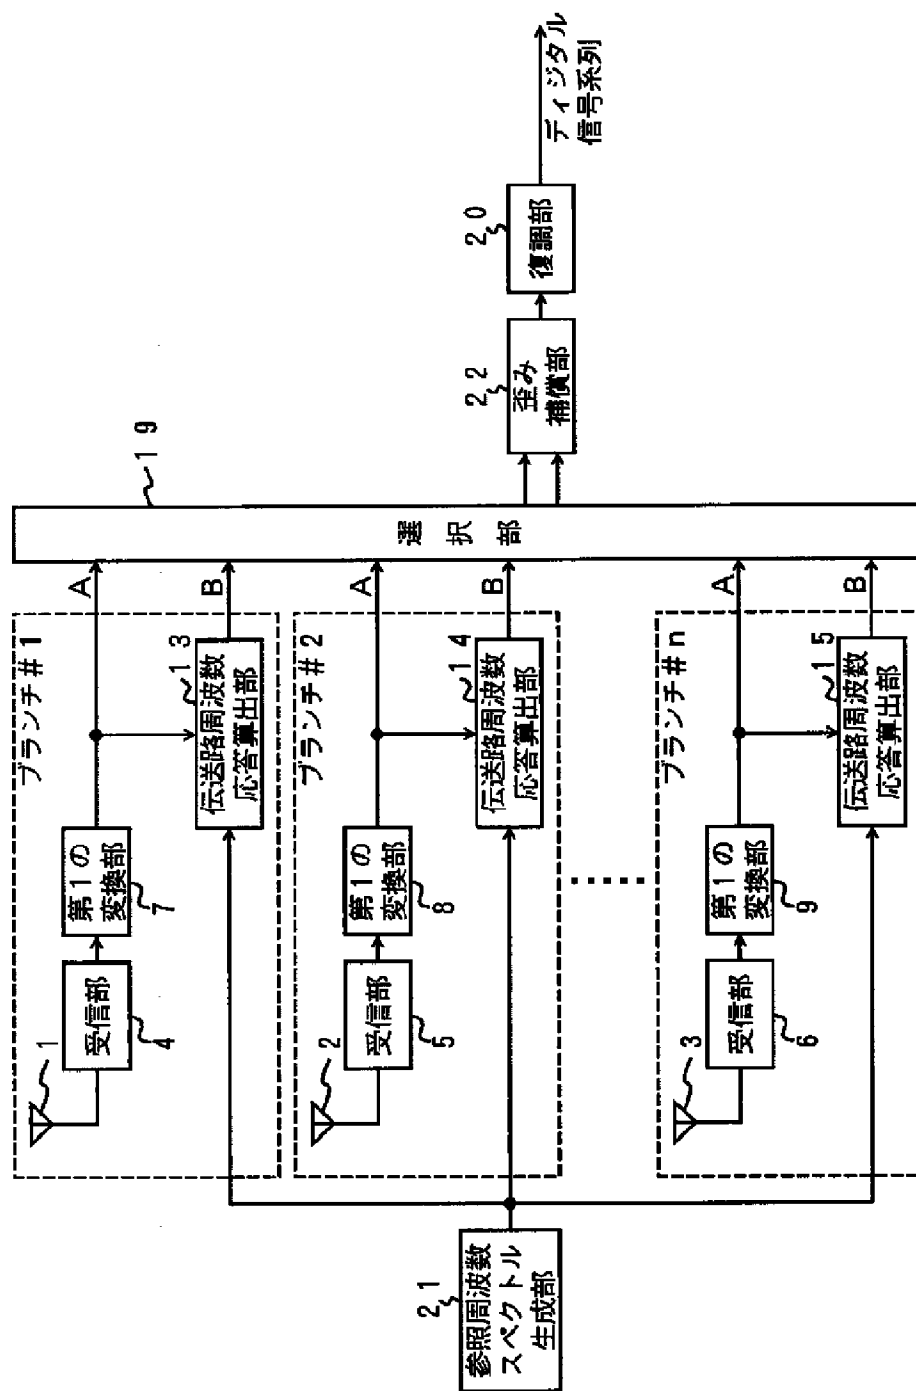 ブランチ#1
1
受信部
4
第1の
変換部
7
伝送路周波数
応答算出部
13
A
B
ブランチ#2
2
受信部
5
第1の
変換部
8
伝送路周波数
応答算出部
14
A
B
ブランチ#n
3
受信部
6
第1の
変換部
9
伝送路周波数
応答算出部
15
A
B
21
参照周波数
スペクトル
生成部
19
選択部
22
歪み
補償部
20
復調部
ディジタル
信号系列